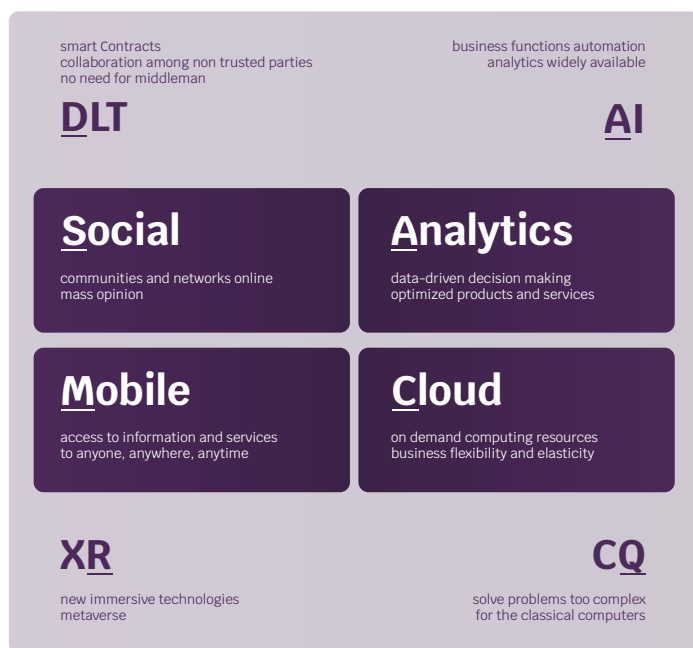 smart Contracts
collaboration among non trusted parties
no need for middleman
DLT
business functions automation
analytics widely available
AI
Social
communities and networks online
mass opinion
Analytics
data-driven decision making
optimized products and services
Mobile
access to information and services
to anyone, anywhere, anytime
Cloud
on demand computing resources
business flexibility and elasticity
XR
new immersive technologies
metaverse
CQ
solve problems too complex
for the classical computers